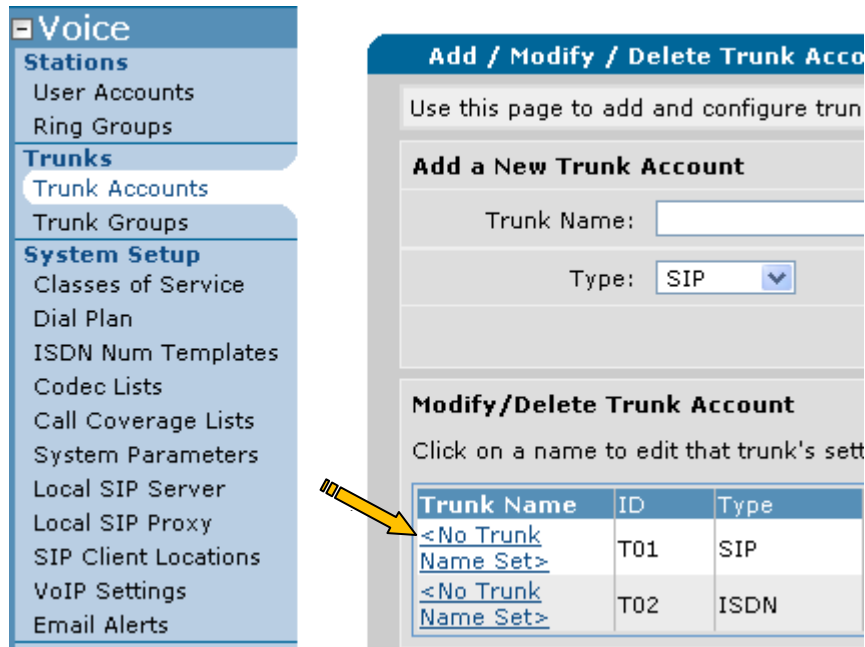 Voice
Stations
User Accounts
Ring Groups
Trunks
Trunk Accounts
Trunk Groups
System Setup
Classes of Service
Dial Plan
ISDN Num Templates
Codec Lists
Call Coverage Lists
System Parameters
Local SIP Server
Local SIP Proxy
SIP Client Locations
VoIP Settings
Email Alerts
Add / Modify / Delete Trunk Acco
Use this page to add and configure trun
Add a New Trunk Account
Trunk Name:
Type: SIP
Modify/Delete Trunk Account
Click on a name to edit that trunk's sett
Trunk Name ID Type
<No Trunk
Name Set> T01 SIP
<No Trunk
Name Set> T02 ISDN